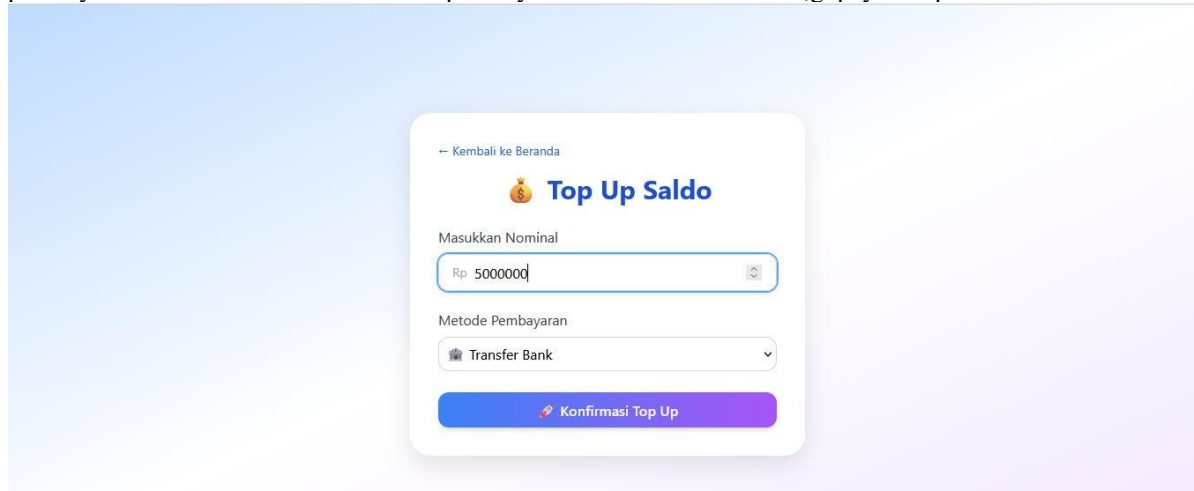 ← Kembali ke Beranda
💰 Top Up Saldo
Masukkan Nominal
Rp 5000000
Metode Pembayaran
🏦 Transfer Bank
🚀 Konfirmasi Top Up